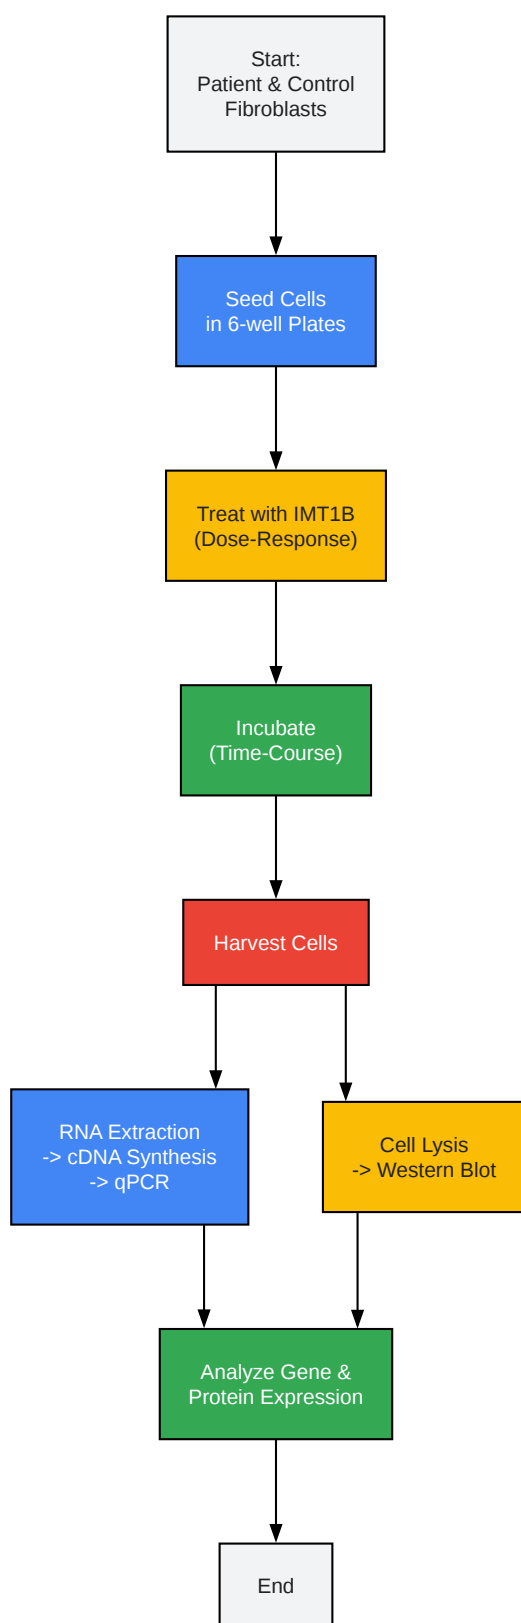 Start:
Patient & Control
Fibroblasts
Seed Cells
in 6-well Plates
Treat with IMT1B
(Dose-Response)
Incubate
(Time-Course)
Harvest Cells
RNA Extraction
-> cDNA Synthesis
-> qPCR
Cell Lysis
-> Western Blot
Analyze Gene &
Protein Expression
End